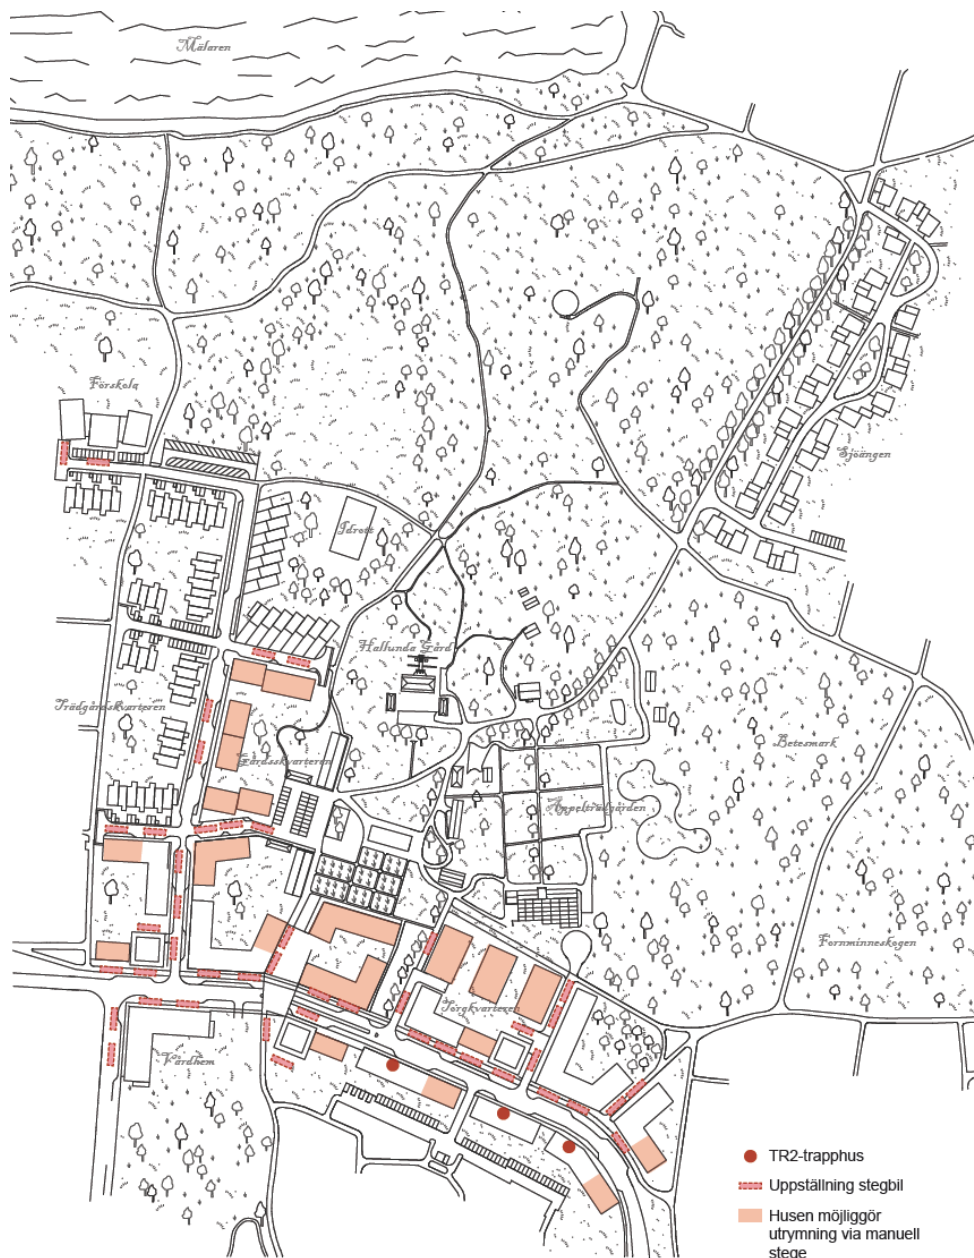 Mälaren
Förskola
Sjöängen
Idrott
Hallunda Gård
Trädgårdskvarteren
Gårdsskvarteren
Betesmark
Äppelträdgården
Fornminneskogen
Torgkvarteren
Vårdhem
TR2-trapphus
Uppställning stegbil
Husen möjliggör
utrymning via manuell
stege